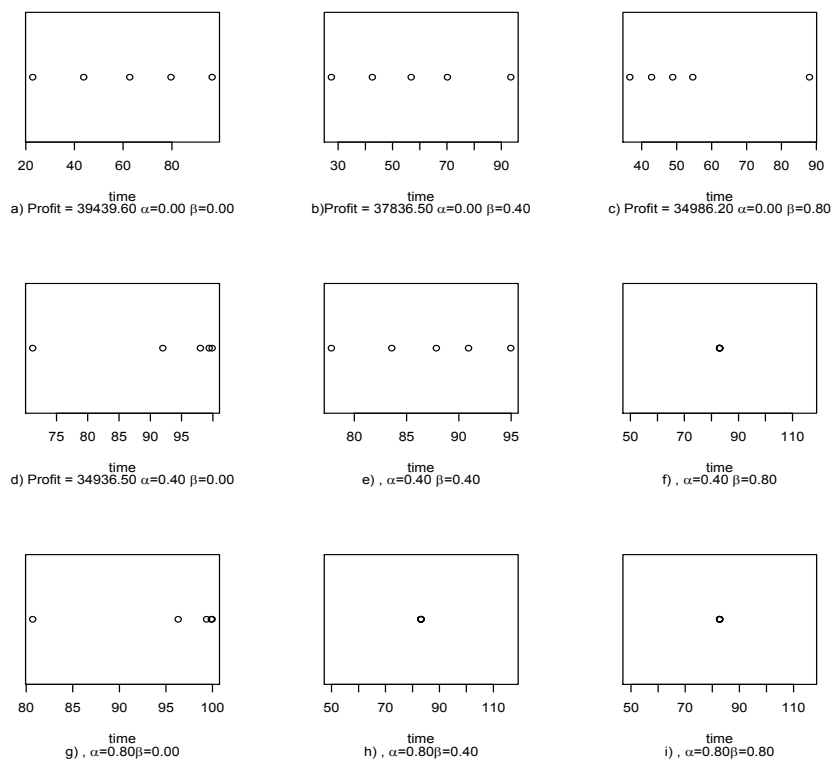 20 40 60 80
30 40 50 60 70 80 90
40 50 60 70 80 90
time
time
time
a) Profit = 39439.60 α=0.00 β=0.00
b)Profit = 37836.50 α=0.00 β=0.40
c) Profit = 34986.20 α=0.00 β=0.80
75 80 85 90 95
80 85 90 95
50 70 90 110
time
time
time
d) Profit = 34936.50 α=0.40 β=0.00
e) , α=0.40 β=0.40
f) , α=0.40 β=0.80
80 85 90 95 100
50 70 90 110
50 70 90 110
time
time
time
g) , α=0.80β=0.00
h) , α=0.80β=0.40
i) , α=0.80β=0.80